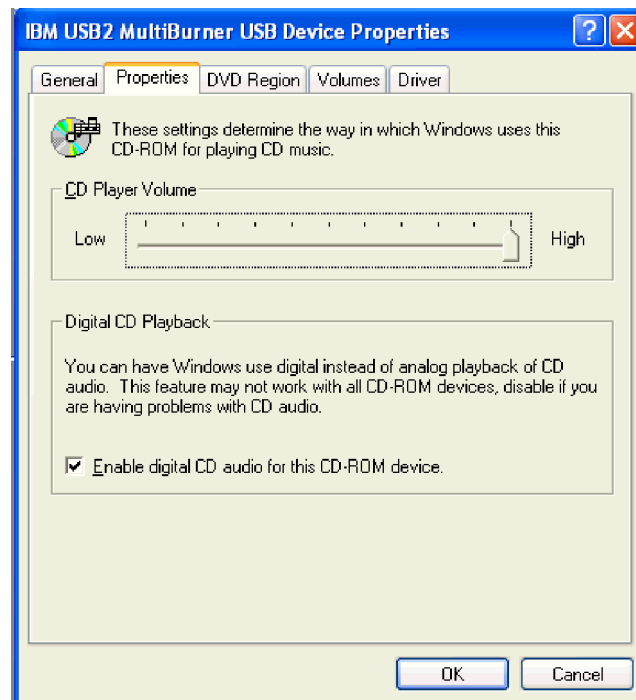 IBM USB2 MultiBurner USB Device Properties
General Properties DVD Region Volumes Driver
These settings determine the way in which Windows uses this
CD-ROM for playing CD music.
CD Player Volume
Low High
Digital CD Playback
You can have Windows use digital instead of analog playback of CD
audio. This feature may not work with all CD-ROM devices, disable if you
are having problems with CD audio.
Enable digital CD audio for this CD-ROM device.
OK Cancel